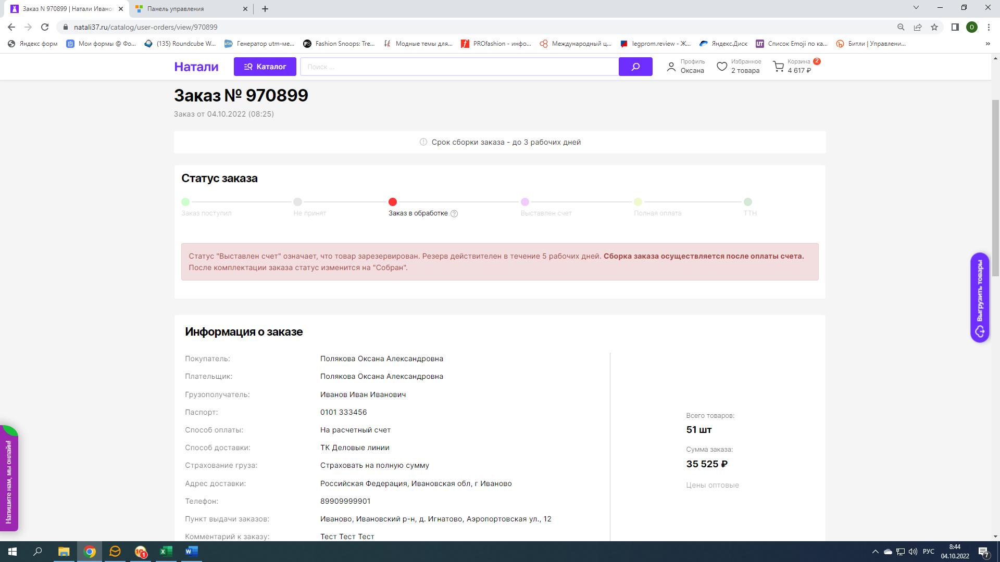 Заказ N 970899 | Натали Ивано
Панель управления
natali37.ru/catalog/user-orders/view/970899
О
Яндекс форм
Мои формы @ Фо...
(135) Roundcube W...
utm
Генератор utm-ме...
FS
Fashion Snoops: Tre...
Модные темы для...
PROfashion - инфо...
Международный ц...
legprom.review - Ж...
Яндекс.Диск
Список Emoji по ка...
Битли | Управлени...
»
Натали
Каталог
Поиск ...
Профиль
Оксана
Избранное
2 товара
Корзина 2
4 617 ₽
Заказ № 970899
Заказ от 04.10.2022 (08:25)
Срок сборки заказа - до 3 рабочих дней
Статус заказа
Заказ поступил
Не принят
Заказ в обработке ?
Выставлен счет
Полная оплата
ТТН
Статус "Выставлен счет" означает, что товар зарезервирован. Резерв действителен в течение 5 рабочих дней. Сборка заказа осуществляется после оплаты счета.
После комплектации заказа статус изменится на "Собран".
Выгрузить товары
Информация о заказе
Покупатель: Полякова Оксана Александровна
Плательщик: Полякова Оксана Александровна
Грузополучатель: Иванов Иван Иванович
Паспорт: 0101 333456
Способ оплаты: На расчетный счет
Способ доставки: ТК Деловые линии
Страхование груза: Страховать на полную сумму
Адрес доставки: Российская Федерация, Ивановская обл, г Иваново
Телефон: 89909999901
Пункт выдачи заказов: Иваново, Ивановский р-н, д. Игнатово, Аэропортовская ул., 12
Комментарий к заказу: Тест Тест Тест
Всего товаров:
51 шт
Сумма заказа:
35 525 ₽
Цены оптовые
Напишите нам, мы онлайн!
1
РУС
8:44
04.10.2022
7